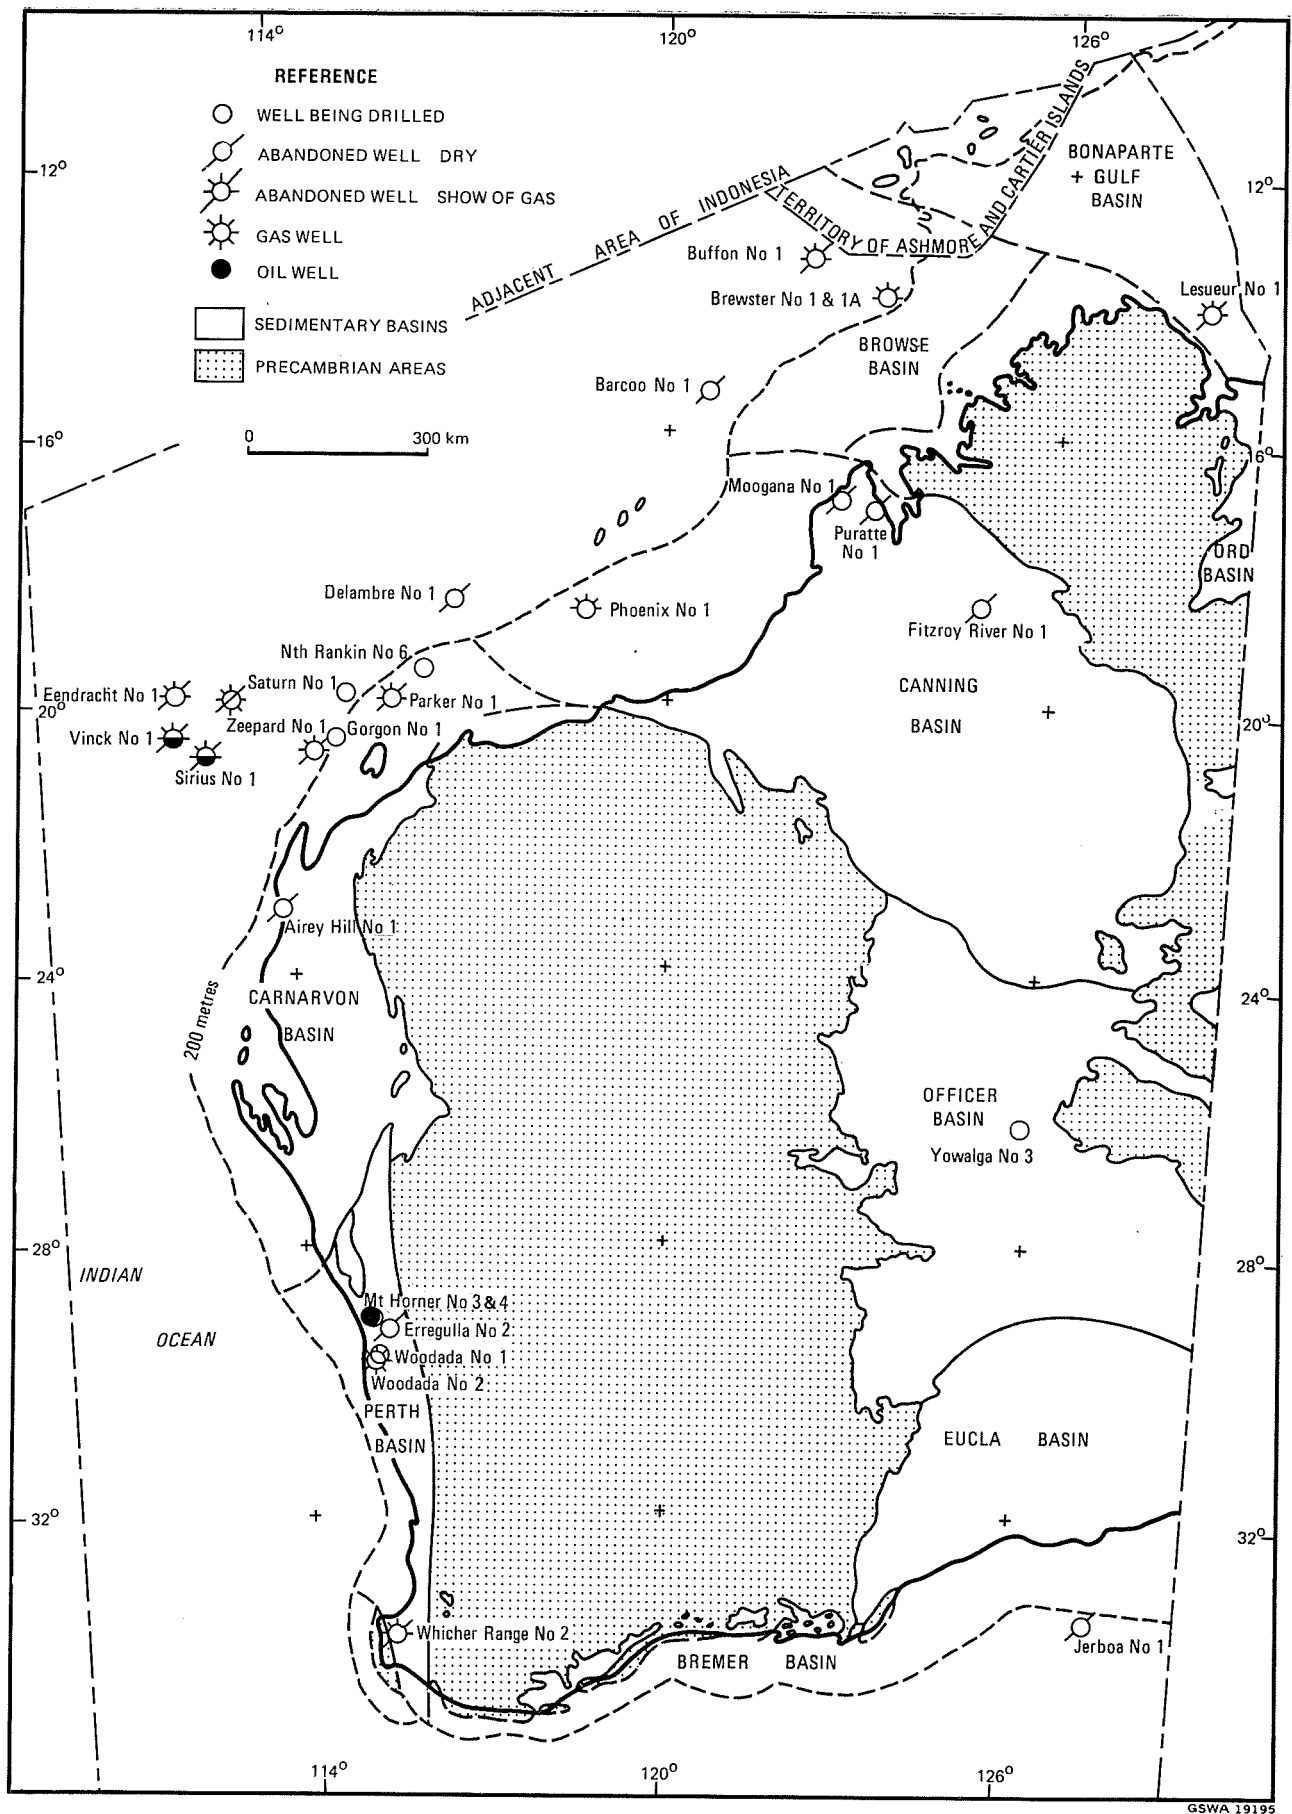 114°
120°
126°
REFERENCE
WELL BEING DRILLED
ABANDONED WELL DRY
ABANDONED WELL SHOW OF GAS
GAS WELL
OIL WELL
SEDIMENTARY BASINS
PRECAMBRIAN AREAS
0 300 km
12°
12°
ADJACENT AREA OF INDONESIA
TERRITORY OF ASHMORE AND CARTIER ISLANDS
BONAPARTE
GULF
BASIN
Buffon No 1
Brewster No 1 & 1A
Lesueur No 1
BROWSE
BASIN
Barcoo No 1
16°
16°
Moogana No 1
Puratte
No 1
ORD
BASIN
Delambre No 1
Phoenix No 1
Fitzroy River No 1
Nth Rankin No 6
Eendracht No 1
Saturn No 1
Parker No 1
CANNING
BASIN
20°
20°
Zeepard No 1
Gorgon No 1
Vinck No 1
Sirius No 1
Airey Hill No 1
24°
24°
CARNARVON
BASIN
200 metres
OFFICER
BASIN
Yowalga No 3
28°
28°
INDIAN
OCEAN
Mt Horner No 3 & 4
Erregulla No 2
Woodada No 1
Woodada No 2
PERTH
BASIN
EUCLA BASIN
32°
32°
Whicher Range No 2
BREMER BASIN
Jerboa No 1
114°
120°
126°
GSWA 19195